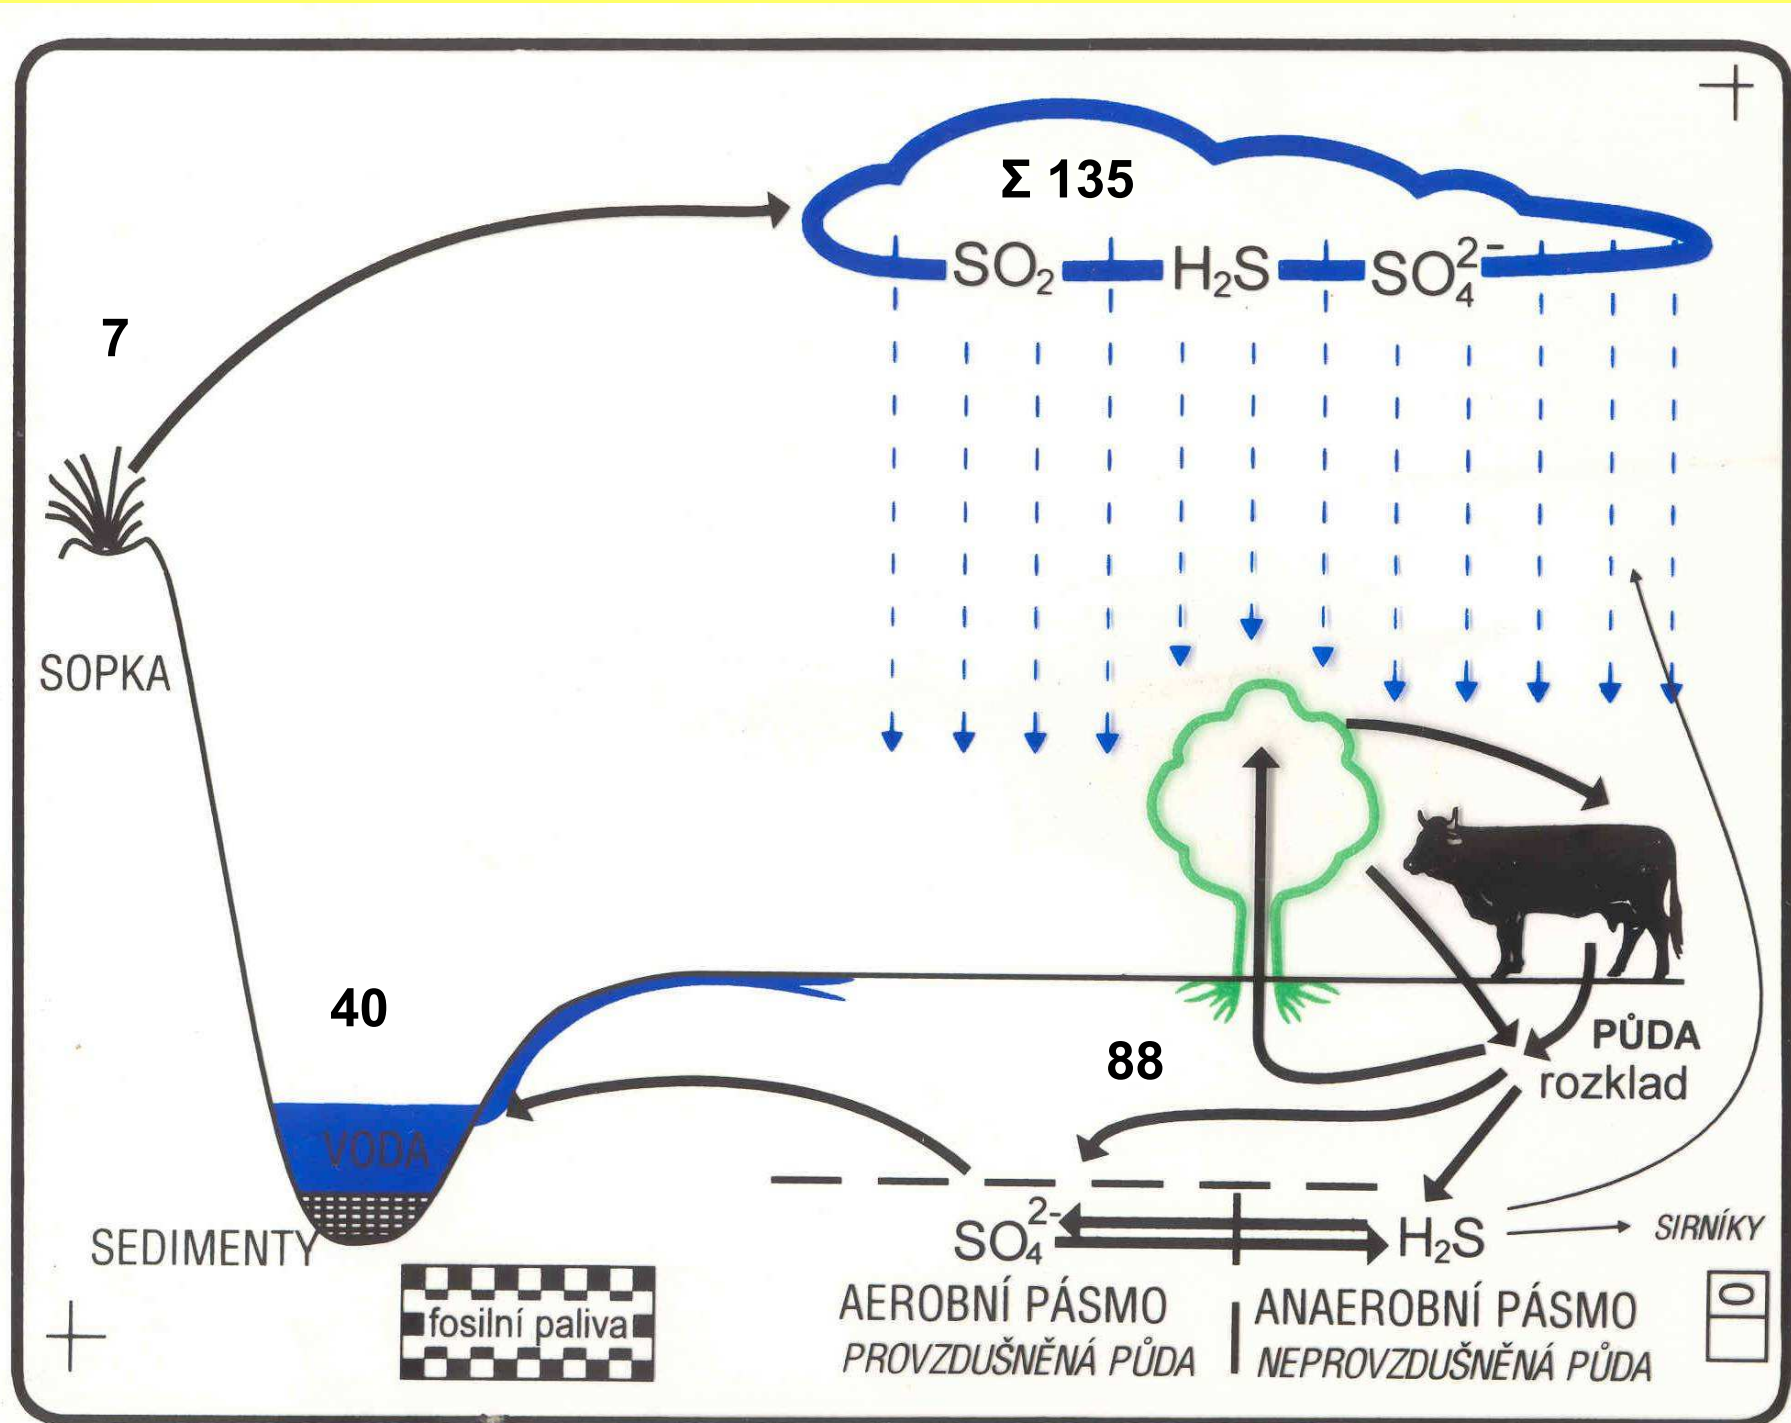 Σ 135
SO₂ H₂S SO₄²⁻
7
SOPKA
40
88
PŮDA
rozklad
VODA
SEDIMENTY
SO₄²⁻ H₂S SIRNÍKY
fosilní paliva
AEROBNÍ PÁSMO ANAEROBNÍ PÁSMO
PROVZDUŠNĚNÁ PŮDA NEPROVZDUŠNĚNÁ PŮDA
0